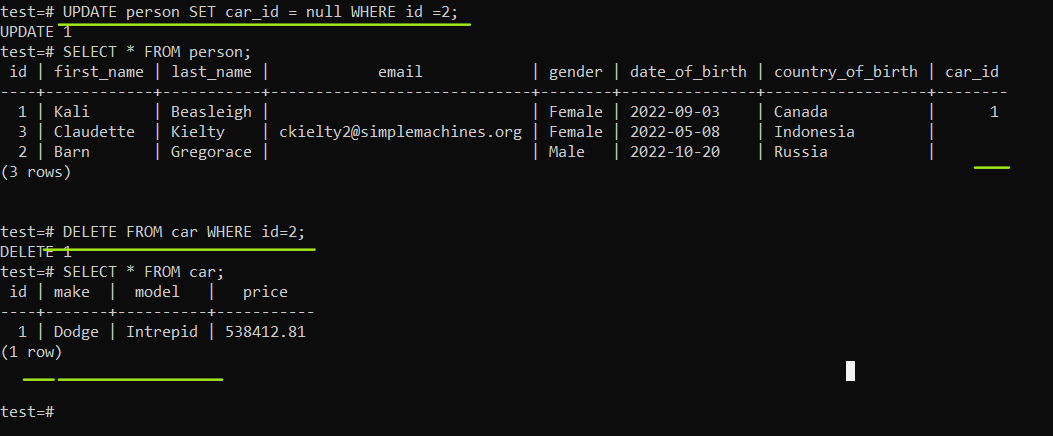 test=# UPDATE person SET car_id = null WHERE id =2;
UPDATE 1
test=# SELECT * FROM person;
 id | first_name | last_name |            email            | gender | date_of_birth | country_of_birth | car_id
----+------------+-----------+-----------------------------+--------+---------------+------------------+--------
  1 | Kali       | Beasleigh |                             | Female | 2022-09-03    | Canada           |      1
  3 | Claudette  | Kielty    | ckielty2@simplemachines.org | Female | 2022-05-08    | Indonesia        |
  2 | Barn       | Gregorace |                             | Male   | 2022-10-20    | Russia           |
(3 rows)
test=# DELETE FROM car WHERE id=2;
DELETE 1
test=# SELECT * FROM car;
 id | make  |  model   |   price
----+-------+----------+-----------
  1 | Dodge | Intrepid | 538412.81
(1 row)
test=#